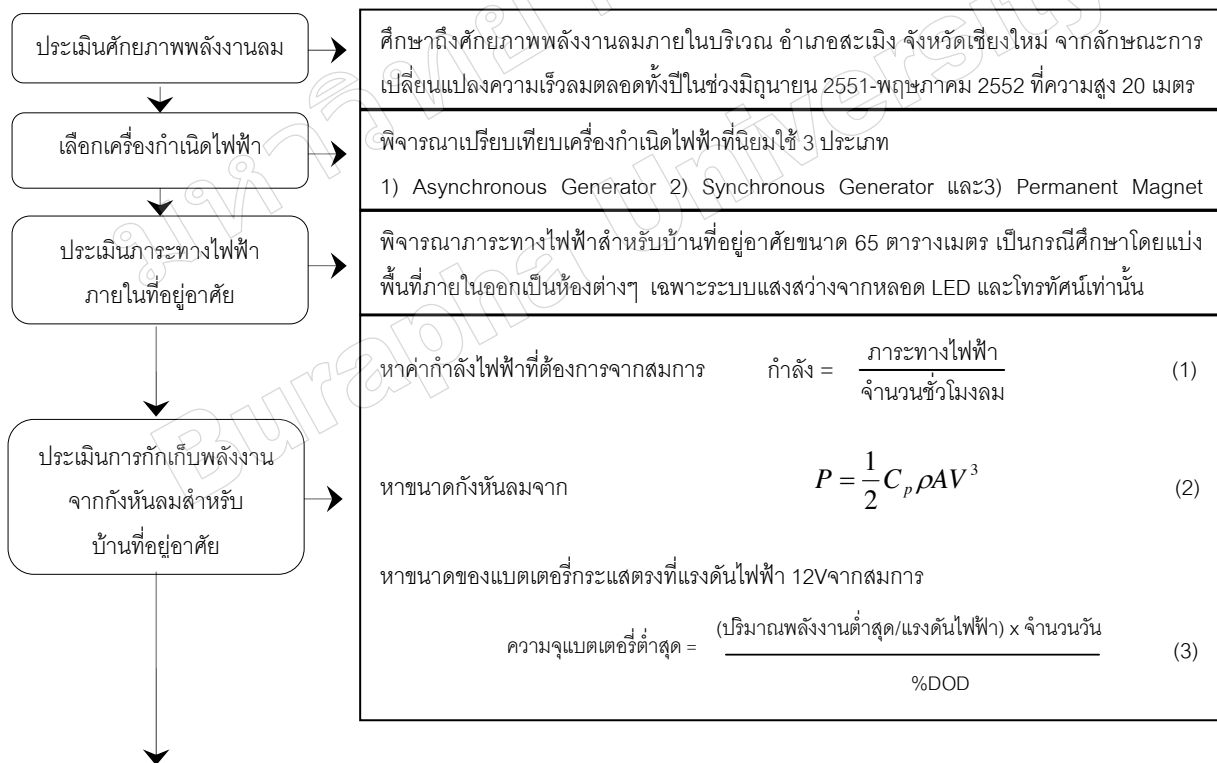 ประเมินศักยภาพพลังงานลม
ศึกษาถึงศักยภาพพลังงานลมภายในบริเวณ อำเภอสะเมิง จังหวัดเชียงใหม่ จากลักษณะการ
เปลี่ยนแปลงความเร็วลมตลอดทั้งปีในช่วงมิถุนายน 2551-พฤษภาคม 2552 ที่ความสูง 20 เมตร
เลือกเครื่องกำเนิดไฟฟ้า
พิจารณาเปรียบเทียบเครื่องกำเนิดไฟฟ้าที่นิยมใช้ 3 ประเภท
1) Asynchronous Generator 2) Synchronous Generator และ3) Permanent Magnet
ประเมินภาระทางไฟฟ้า
ภายในที่อยู่อาศัย
พิจารณาภาระทางไฟฟ้าสำหรับบ้านที่อยู่อาศัยขนาด 65 ตารางเมตร เป็นกรณีศึกษาโดยแบ่ง
พื้นที่ภายในออกเป็นห้องต่างๆ เฉพาะระบบแสงสว่างจากหลอด LED และโทรทัศน์เท่านั้น
ประเมินการกักเก็บพลังงาน
จากกังหันลมสำหรับ
บ้านที่อยู่อาศัย
หาค่ากำลังไฟฟ้าที่ต้องการจากสมการ กำลัง = ภาระทางไฟฟ้า (1)
จำนวนชั่วโมงลม
หาขนาดกังหันลมจาก P = 1/2 C_p ρAV³ (2)
หาขนาดของแบตเตอรี่กระแสตรงที่แรงดันไฟฟ้า 12Vจากสมการ
ความจุแบตเตอรี่ต่ำสุด = (ปริมาณพลังงานต่ำสุด/แรงดันไฟฟ้า) x จำนวนวัน (3)
%DOD
มหาวิทยาลัยบูรพา
Burapha University